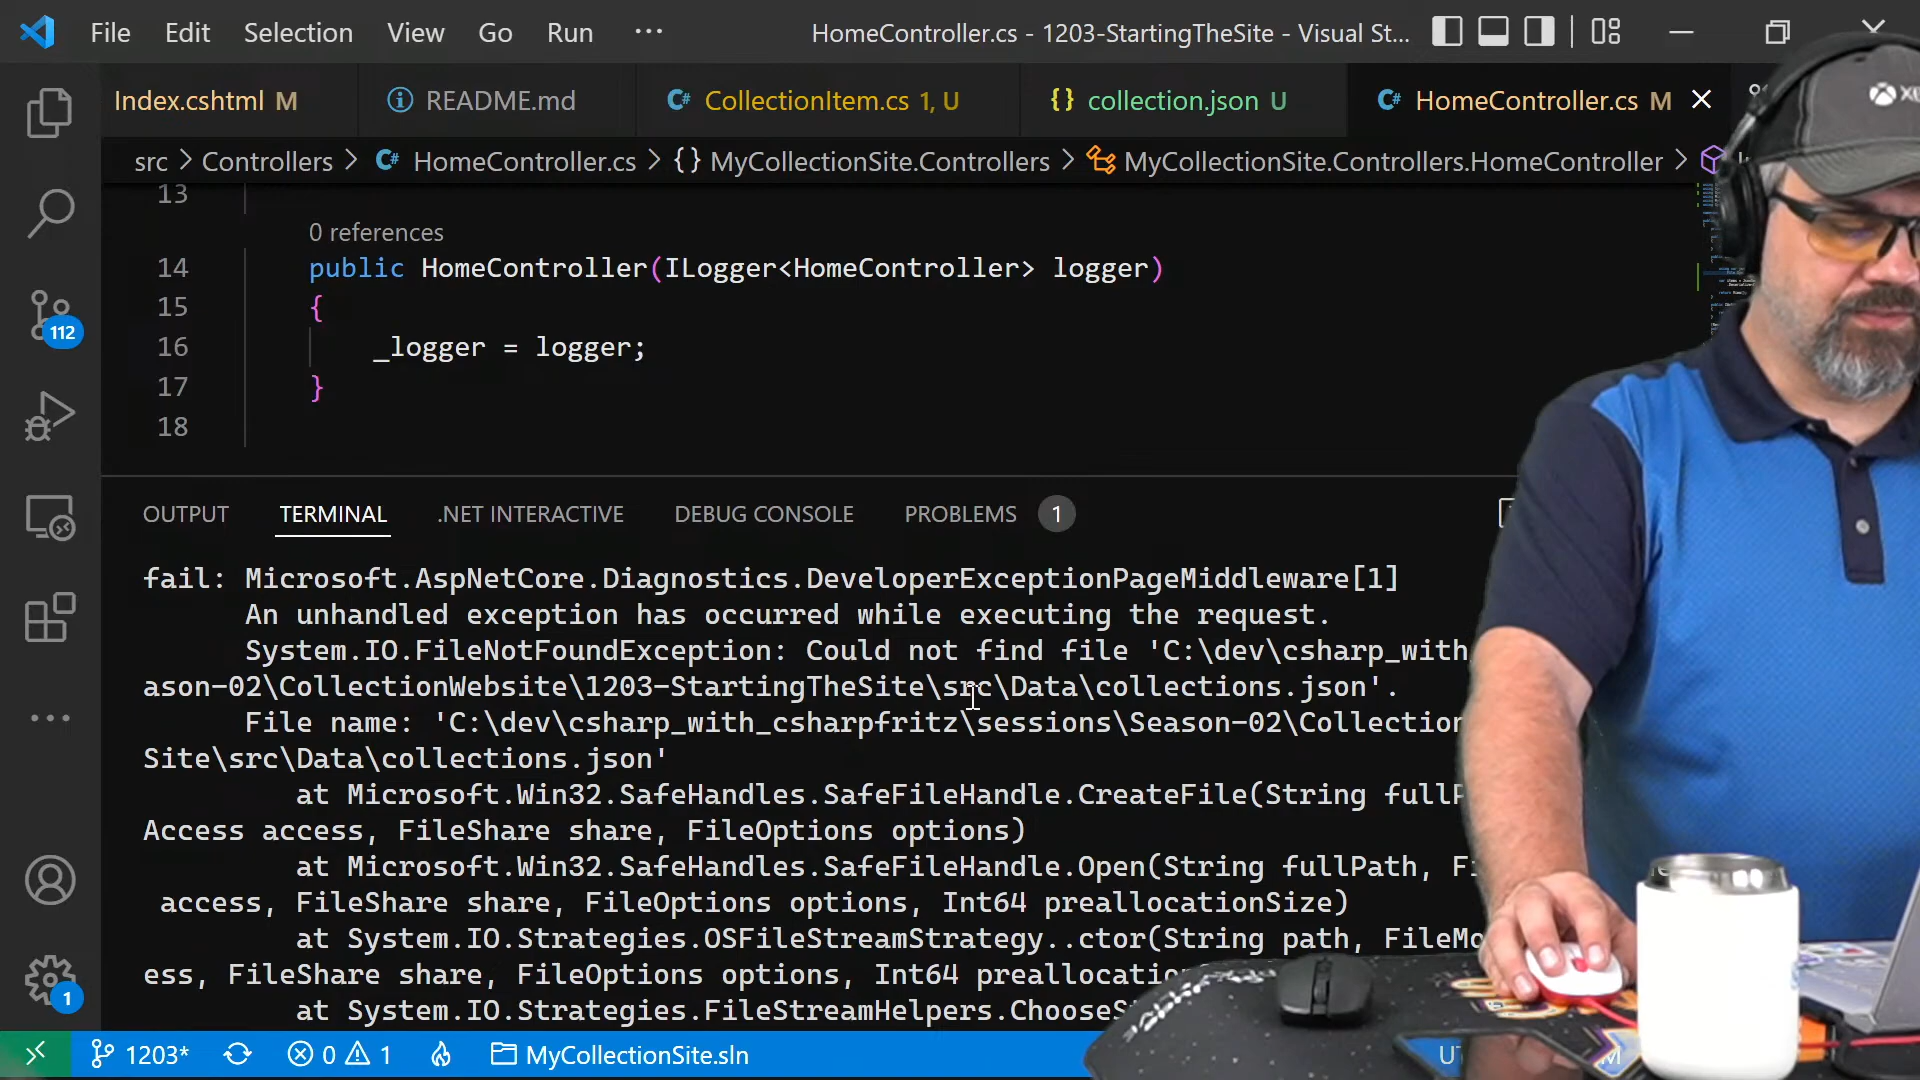 File Edit Selection View Go Run ··· HomeController.cs - 1203-StartingTheSite - Visual St...
Index.cshtml M README.md C# CollectionItem.cs 1, U {} collection.json U C# HomeController.cs M
src > Controllers > C# HomeController.cs > {} MyCollectionSite.Controllers > MyCollectionSite.Controllers.HomeController >
13
0 references
14 public HomeController(ILogger<HomeController> logger)
15 {
16 _logger = logger;
17 }
18
112
OUTPUT TERMINAL .NET INTERACTIVE DEBUG CONSOLE PROBLEMS 1
fail: Microsoft.AspNetCore.Diagnostics.DeveloperExceptionPageMiddleware[1]
An unhandled exception has occurred while executing the request.
System.IO.FileNotFoundException: Could not find file 'C:\dev\csharp_with
ason-02\CollectionWebsite\1203-StartingTheSite\src\Data\collections.json'.
File name: 'C:\dev\csharp_with_csharpfritz\sessions\Season-02\Collection
Site\src\Data\collections.json'
at Microsoft.Win32.SafeHandles.SafeFileHandle.CreateFile(String fullP
Access access, FileShare share, FileOptions options)
at Microsoft.Win32.SafeHandles.SafeFileHandle.Open(String fullPath, Fi
access, FileShare share, FileOptions options, Int64 preallocationSize)
at System.IO.Strategies.OSFileStreamStrategy..ctor(String path, FileMo
ess, FileShare share, FileOptions options, Int64 preallocation
at System.IO.Strategies.FileStreamHelpers.ChooseS
1
1203* 0 1 MyCollectionSite.sln